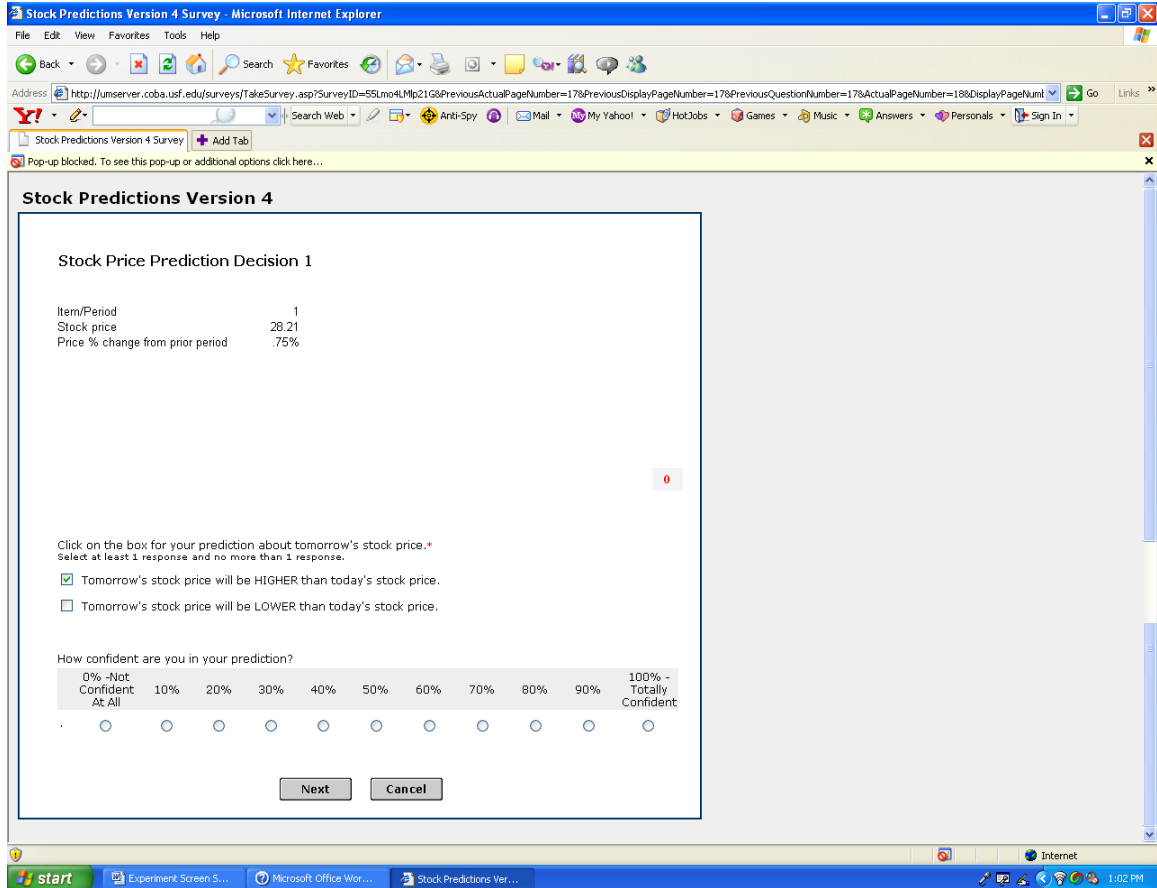 Stock Predictions Version 4 Survey - Microsoft Internet Explorer
File Edit View Favorites Tools Help
Back Search Favorites
Address http://umserver.coba.usf.edu/surveys/TakeSurvey.asp?SurveyID=55Lmo4LMlp21G&PreviousActualPageNumber=17&PreviousDisplayPageNumber=17&PreviousQuestionNumber=17&ActualPageNumber=18&DisplayPageNumt Go Links »
Y! Search Web Anti-Spy Mail My Yahoo! HotJobs Games Music Answers Personals Sign In
Stock Predictions Version 4 Survey Add Tab
Pop-up blocked. To see this pop-up or additional options click here...
Stock Predictions Version 4
Stock Price Prediction Decision 1
Item/Period 1
Stock price 28.21
Price % change from prior period .75%
0
Click on the box for your prediction about tomorrow's stock price.*
Select at least 1 response and no more than 1 response.
Tomorrow's stock price will be HIGHER than today's stock price.
Tomorrow's stock price will be LOWER than today's stock price.
How confident are you in your prediction?
0% -Not Confident At All 10% 20% 30% 40% 50% 60% 70% 80% 90% 100% - Totally Confident
.
Next Cancel
Internet
start Experiment Screen S... Microsoft Office Wor... Stock Predictions Ver... 1:02 PM